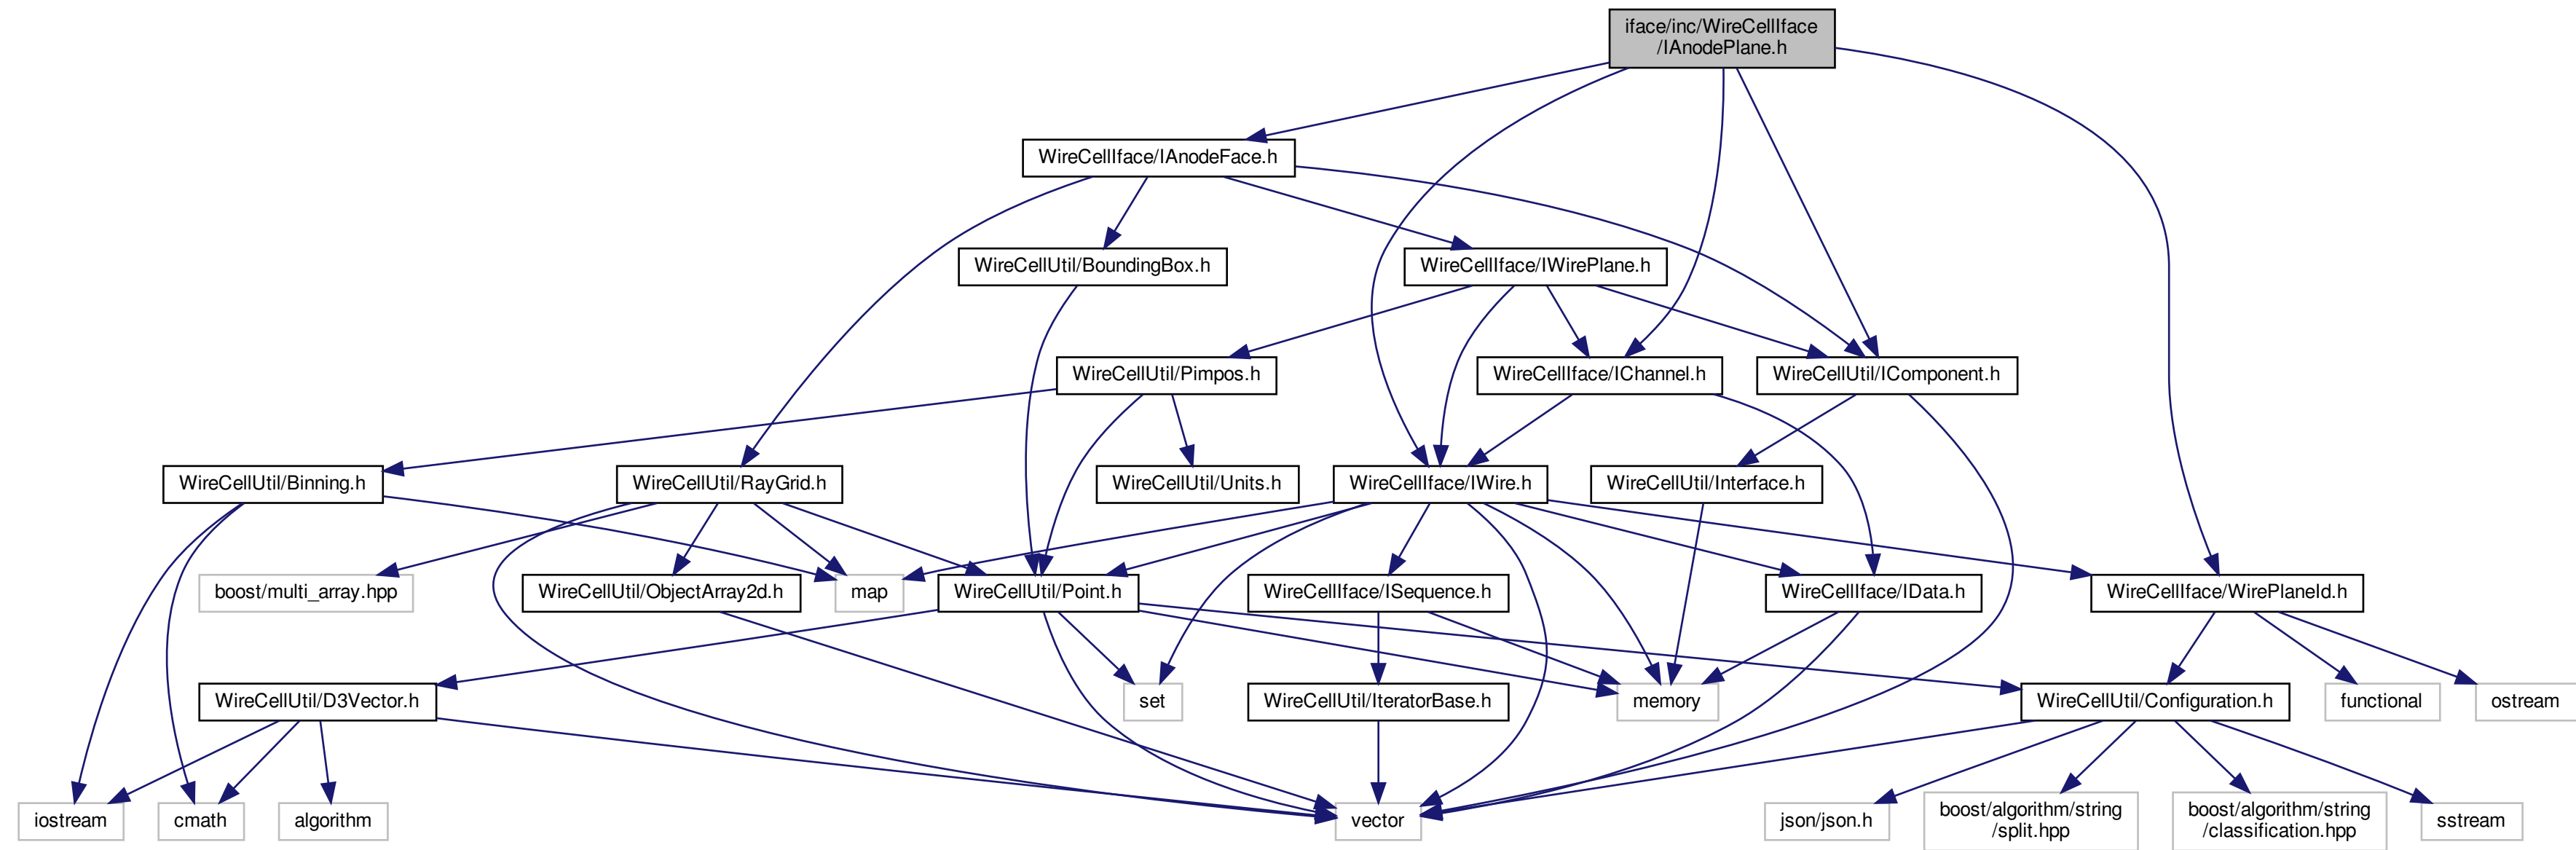 iface/inc/WireCellIface
/IAnodePlane.h
WireCellIface/IAnodeFace.h
WireCellUtil/BoundingBox.h
WireCellIface/IWirePlane.h
WireCellUtil/Pimpos.h
WireCellIface/IChannel.h
WireCellUtil/IComponent.h
WireCellUtil/Binning.h
WireCellUtil/RayGrid.h
WireCellUtil/Units.h
WireCellIface/IWire.h
WireCellUtil/Interface.h
boost/multi_array.hpp
WireCellUtil/ObjectArray2d.h
map
WireCellUtil/Point.h
WireCellIface/ISequence.h
WireCellIface/IData.h
WireCellIface/WirePlaneId.h
WireCellUtil/D3Vector.h
set
WireCellUtil/IteratorBase.h
memory
WireCellUtil/Configuration.h
functional
ostream
iostream
cmath
algorithm
vector
json/json.h
boost/algorithm/string
/split.hpp
boost/algorithm/string
/classification.hpp
sstream